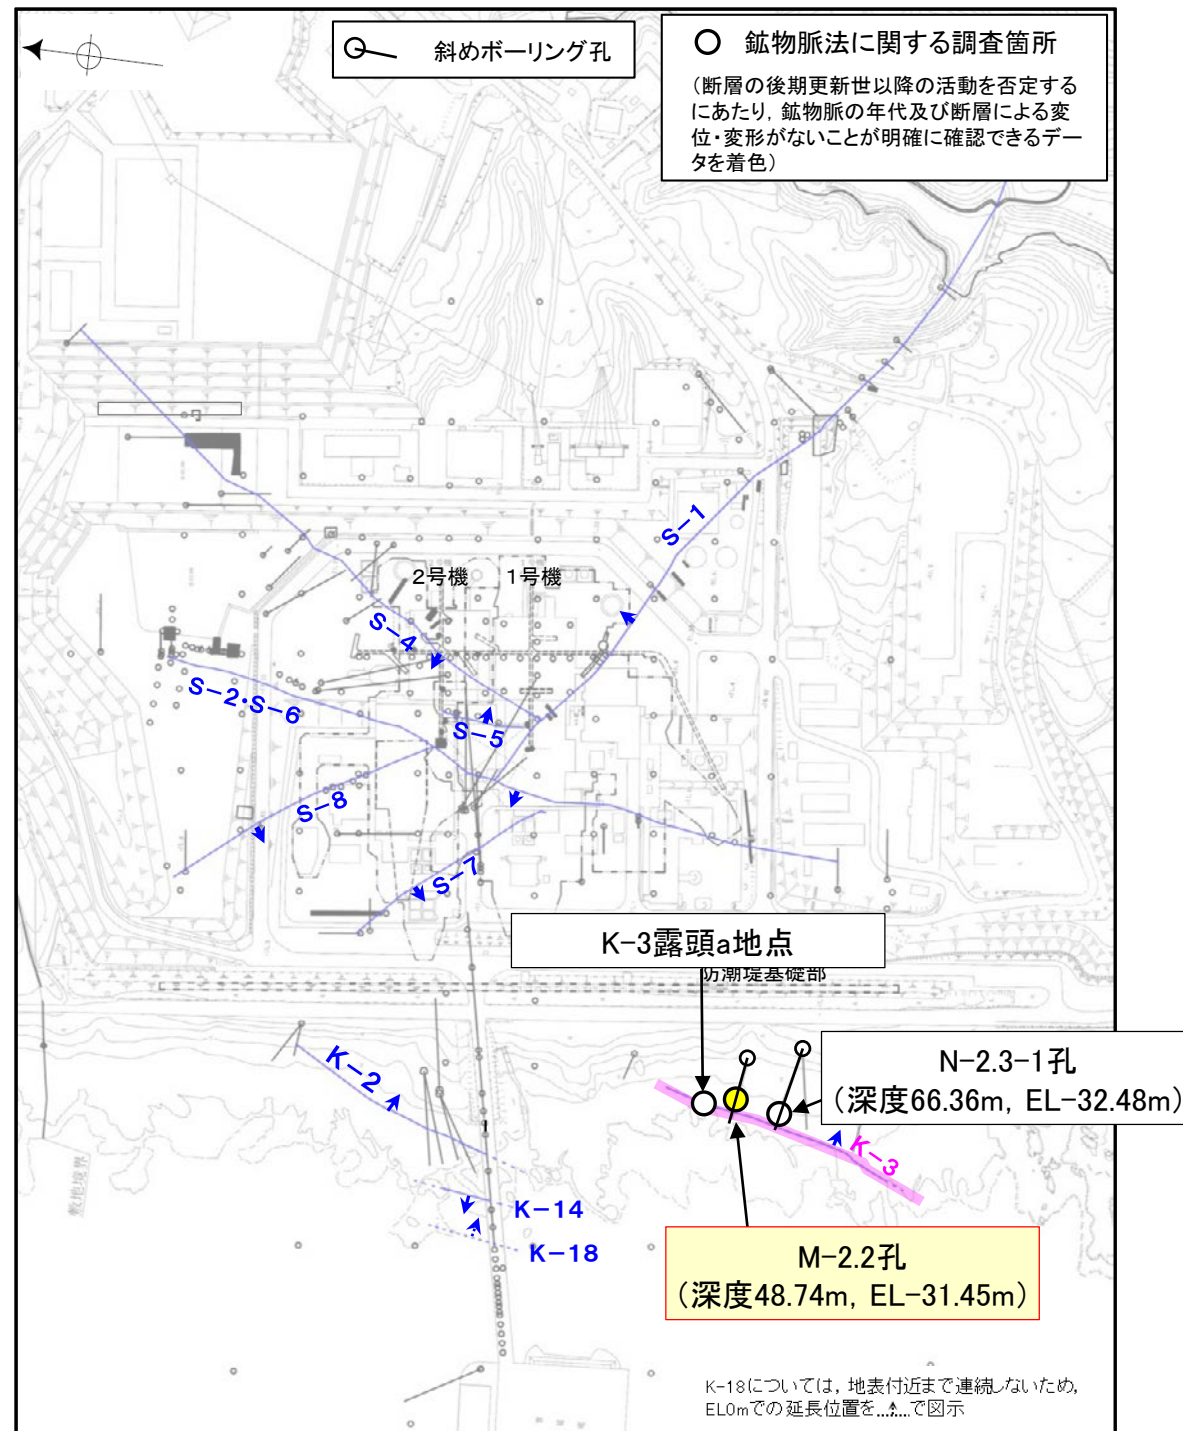 斜めボーリング孔
鉱物脈法に関する調査箇所
（断層の後期更新世以降の活動を否定する
にあたり，鉱物脈の年代及び断層による変
位・変形がないことが明確に確認できるデー
タを着色）
S-1
2号機
1号機
S-4
S-2・S-6
S-5
S-8
S-7
K-3露頭a地点
防潮堤基礎部
K-2
N-2.3-1孔
（深度66.36m，EL-32.48m）
K-3
敷地境界
K-14
K-18
M-2.2孔
（深度48.74m，EL-31.45m）
K-18については，地表付近まで連続しないため，
EL0mでの延長位置を…で図示